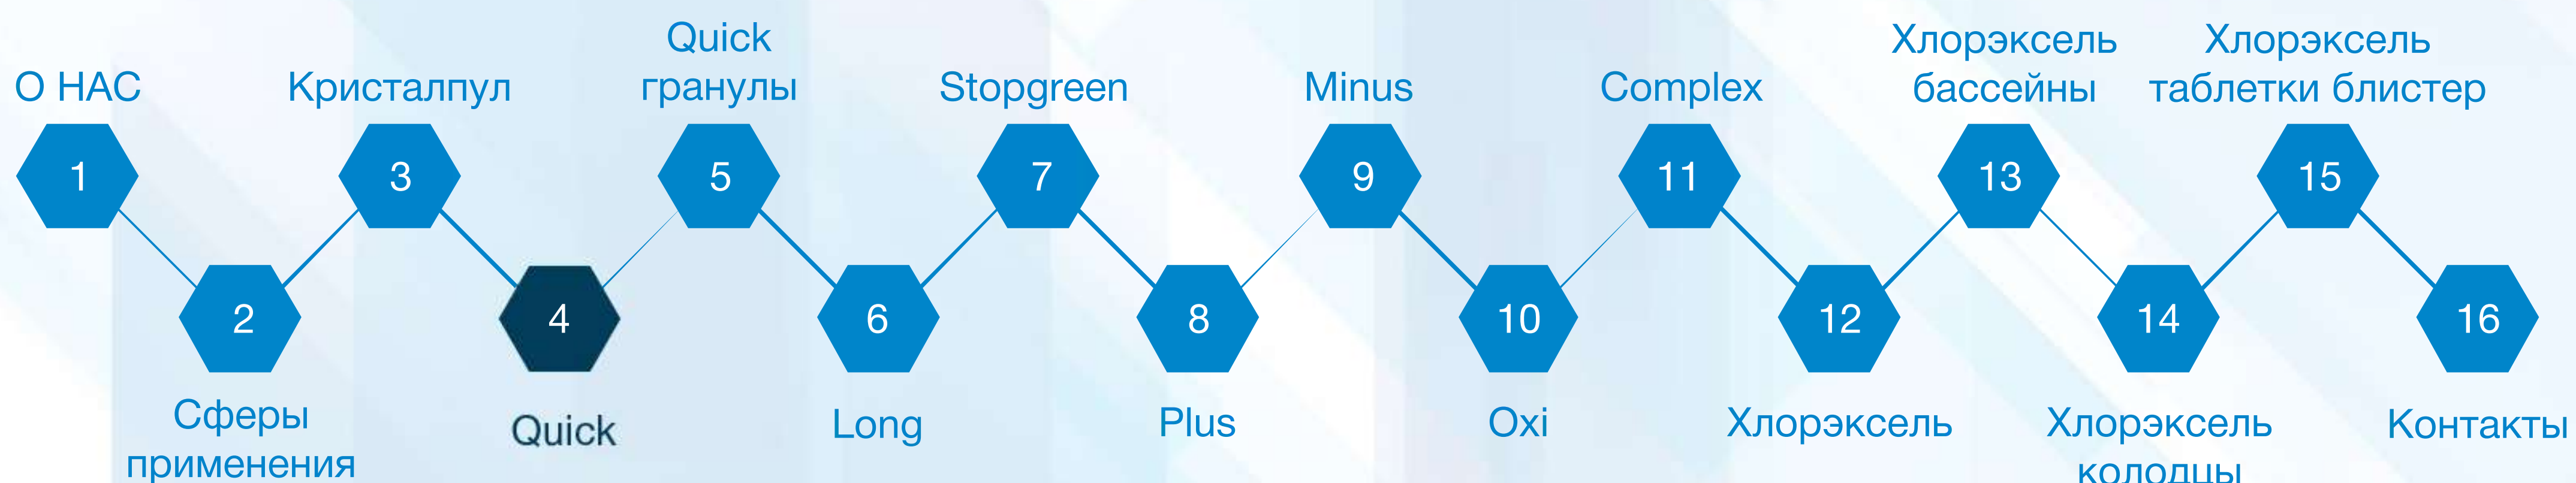 О НАС
1
Сферы
применения
2
Кристалпул
3
Quick
4
Quick
гранулы
5
Long
6
Stopgreen
7
Plus
8
Minus
9
Oxi
10
Complex
11
Хлорэксель
12
Хлорэксель
бассейны
13
Хлорэксель
колодцы
14
Хлорэксель
таблетки блистер
15
Контакты
16